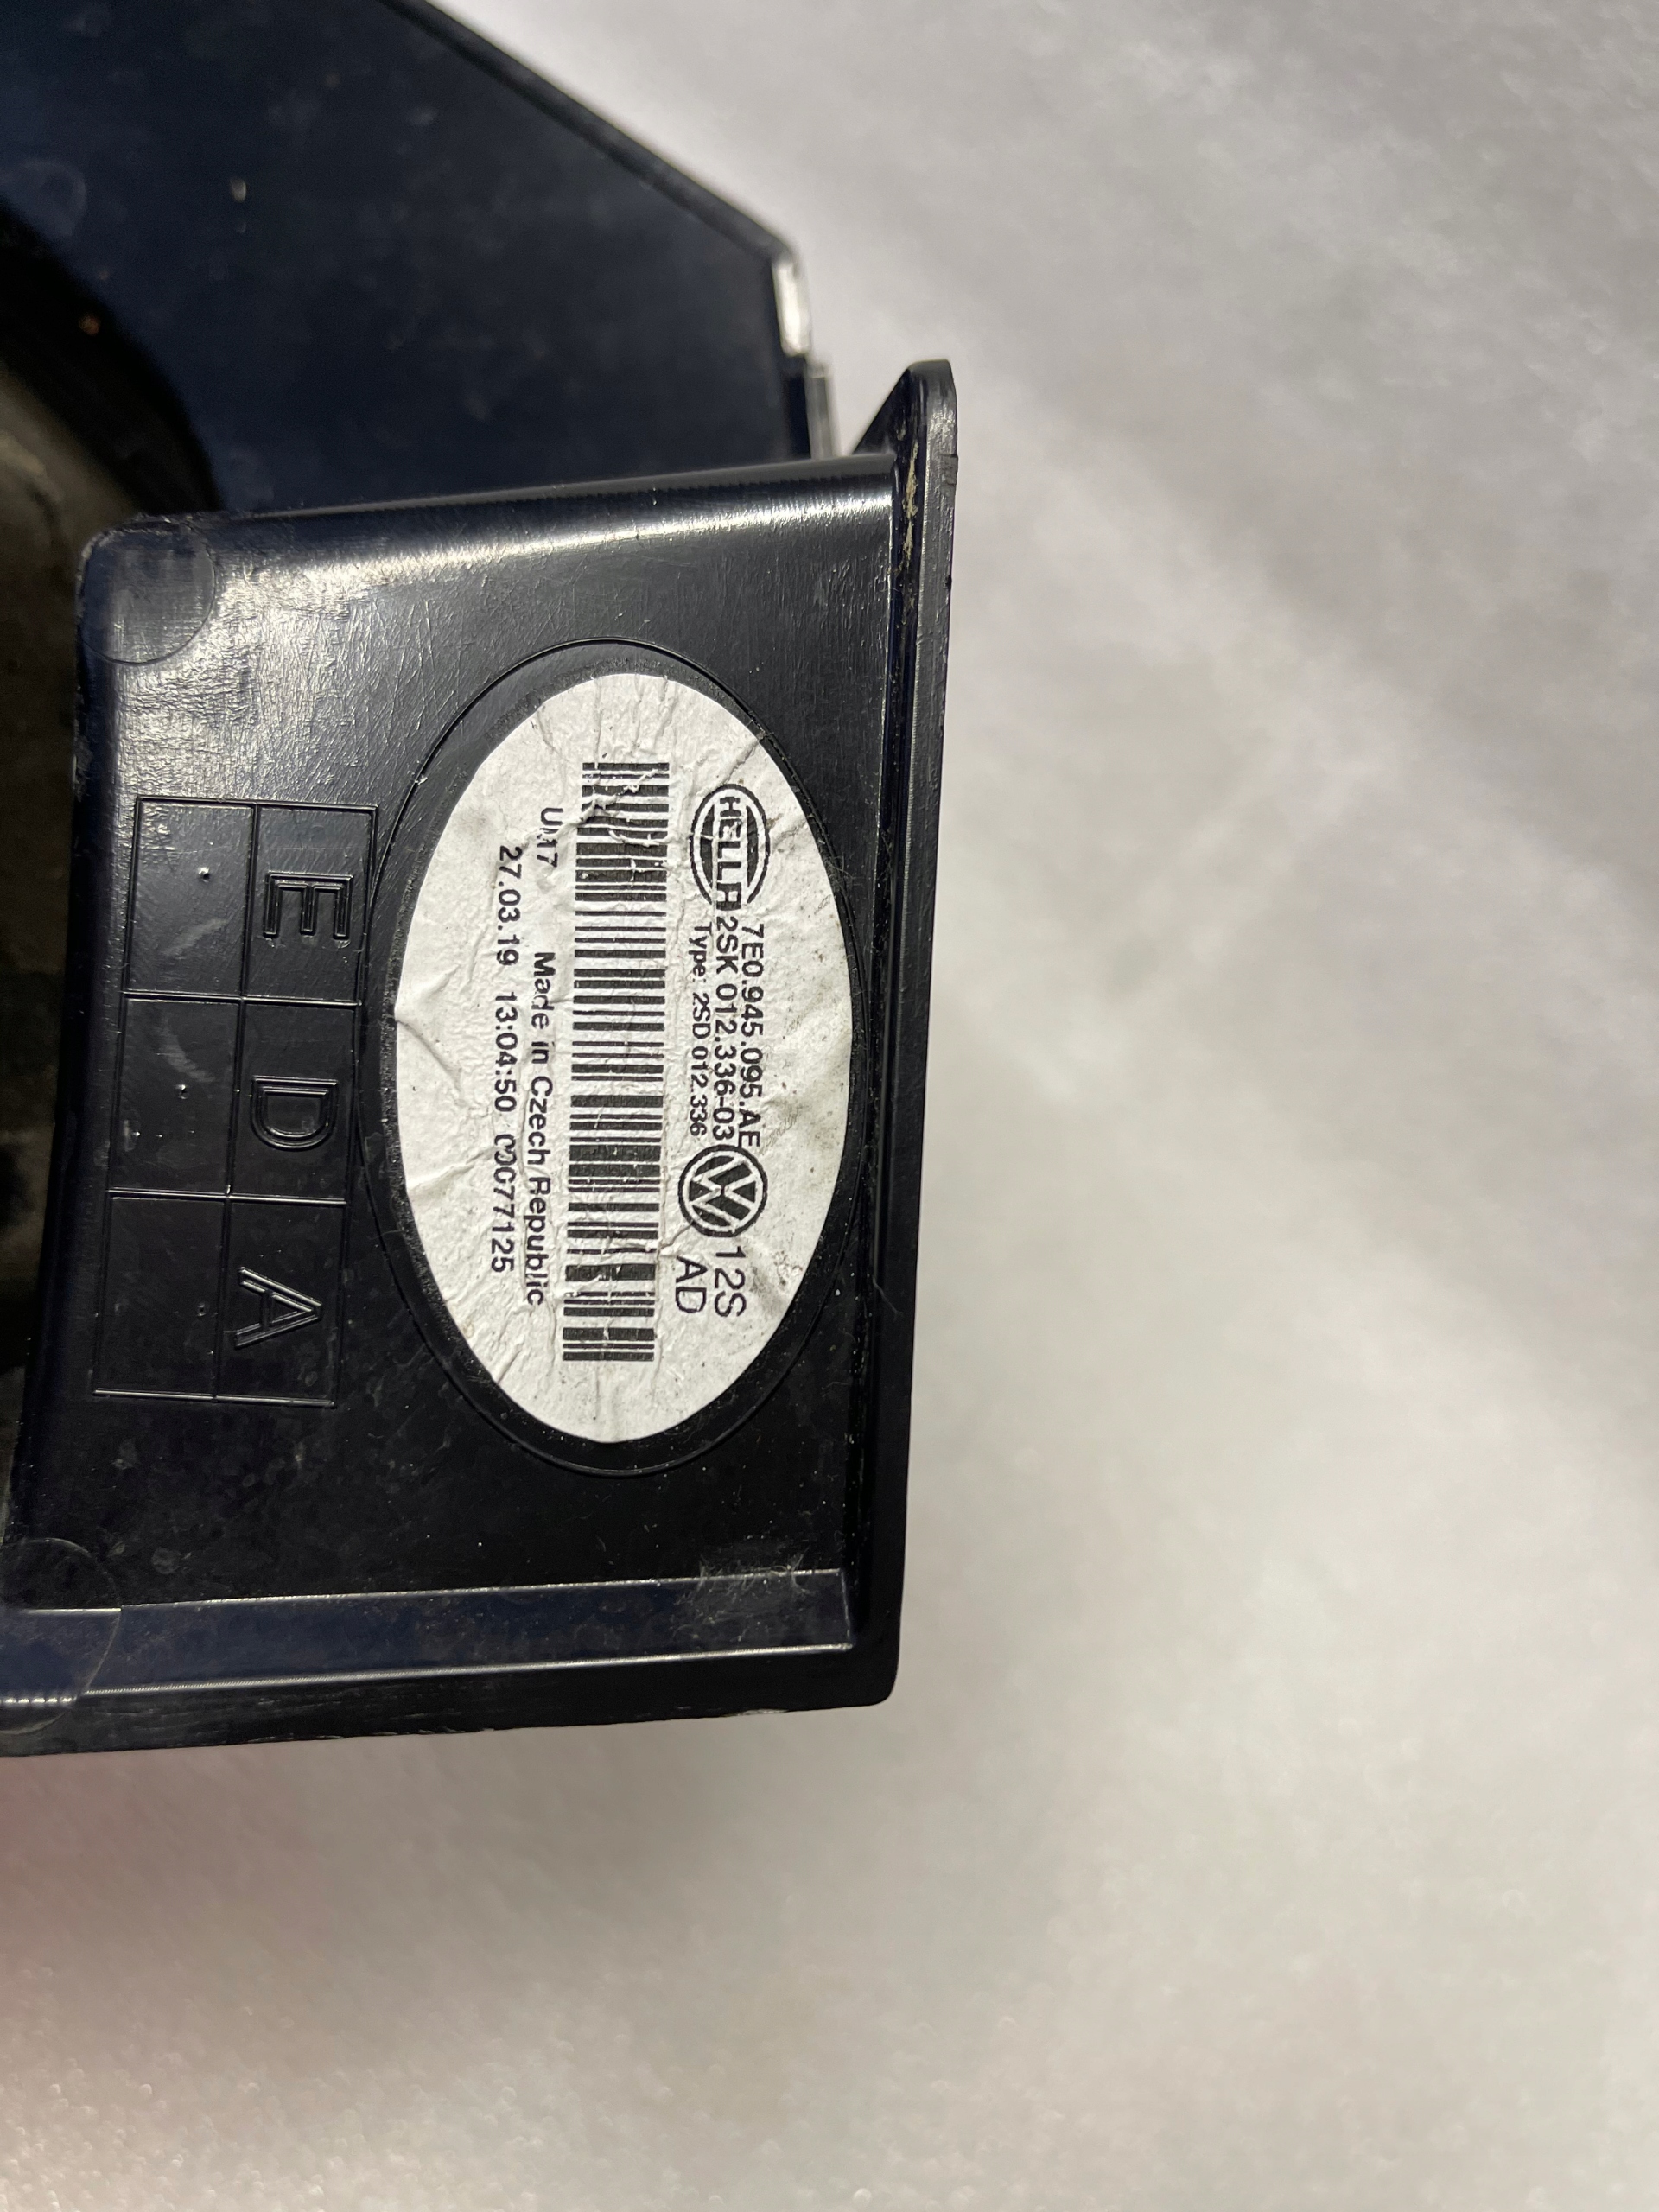 HELLA
7E0.945.095.AE
2SK 012.336-03
Type: 2SD 012.336
12S
AD
Made in Czech Republic
27.03.19 13:04:50
E D A